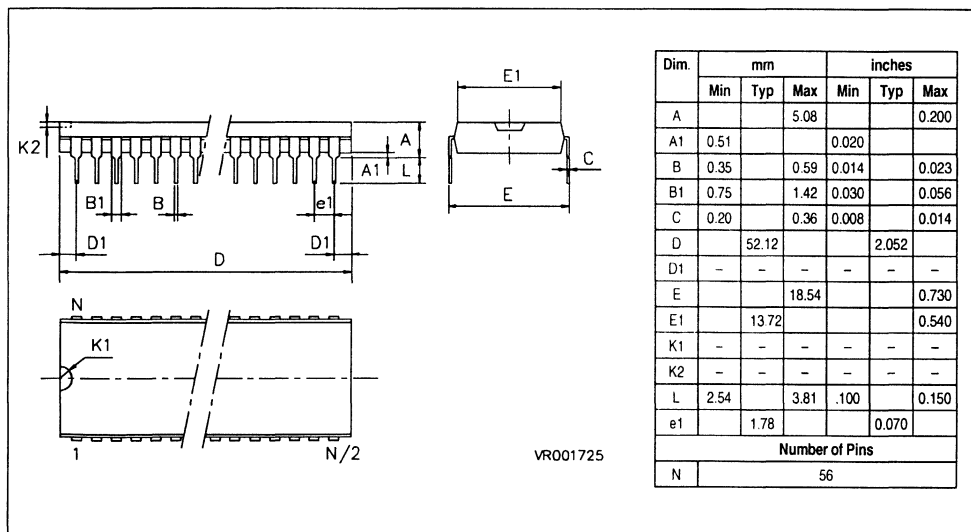 K2
A
A1
L
B1
B
e1
D1
D1
D
E1
C
E
N
K1
1
N/2
VR001725
Dim. mm inches
Min Typ Max Min Typ Max
A 5.08 0.200
A1 0.51 0.020
B 0.35 0.59 0.014 0.023
B1 0.75 1.42 0.030 0.056
C 0.20 0.36 0.008 0.014
D 52.12 2.052
D1 – – – – – –
E 18.54 0.730
E1 13.72 0.540
K1 – – – – – –
K2 – – – – – –
L 2.54 3.81 .100 0.150
e1 1.78 0.070
Number of Pins
N 56